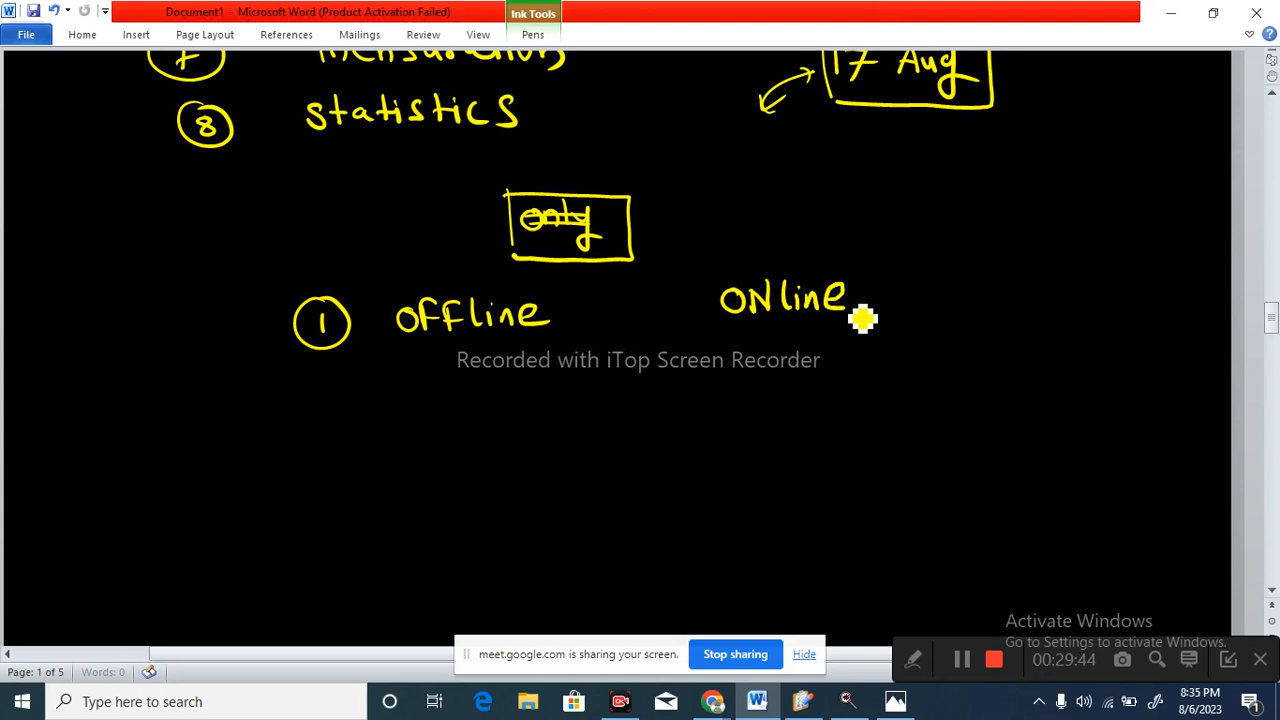 Document1 - Microsoft Word (Product Activation Failed)
Ink Tools
File Home Insert Page Layout References Mailings Review View Pens
7 mensuration
17 Aug
8 statistics
only
1 offline ONline
Recorded with iTop Screen Recorder
Activate Windows
Go to Settings to activate Windows.
meet.google.com is sharing your screen. Stop sharing Hide
00:29:44
Page: 1 of 5 Words: 0
Type here to search
8:35 PM
8/6/2023